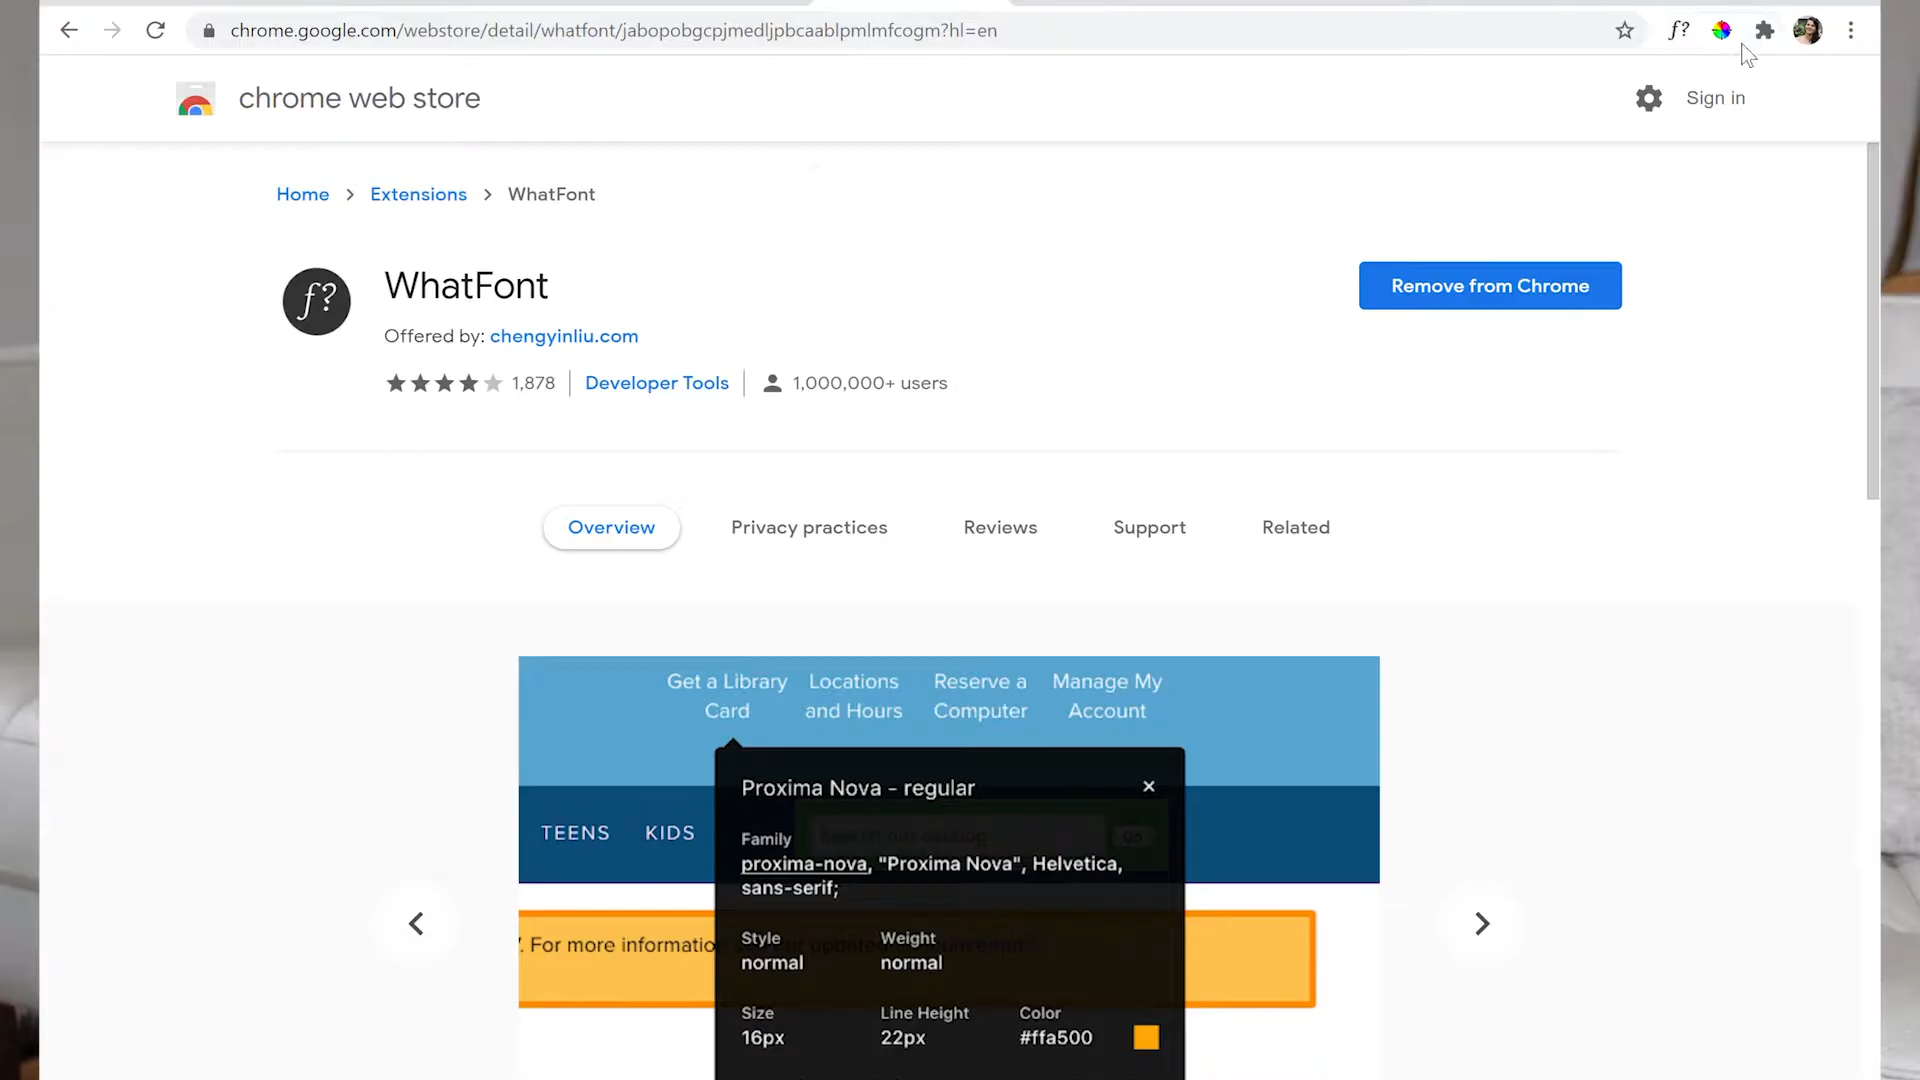 chrome.google.com/webstore/detail/whatfont/jabopobgcpjmedljpbcaablpmlmfcogm?hl=en
f?
chrome web store
Sign in
Home > Extensions > WhatFont
f?
WhatFont
Remove from Chrome
Offered by: chengyinliu.com
1,878
Developer Tools
1,000,000+ users
Overview
Privacy practices
Reviews
Support
Related
Get a Library
Card
Locations
and Hours
Reserve a
Computer
Manage My
Account
Proxima Nova - regular
×
TEENS
KIDS
Go
Family
proxima-nova, "Proxima Nova", Helvetica,
sans-serif;
. For more information
Style
normal
Weight
normal
Size
16px
Line Height
22px
Color
#ffa500